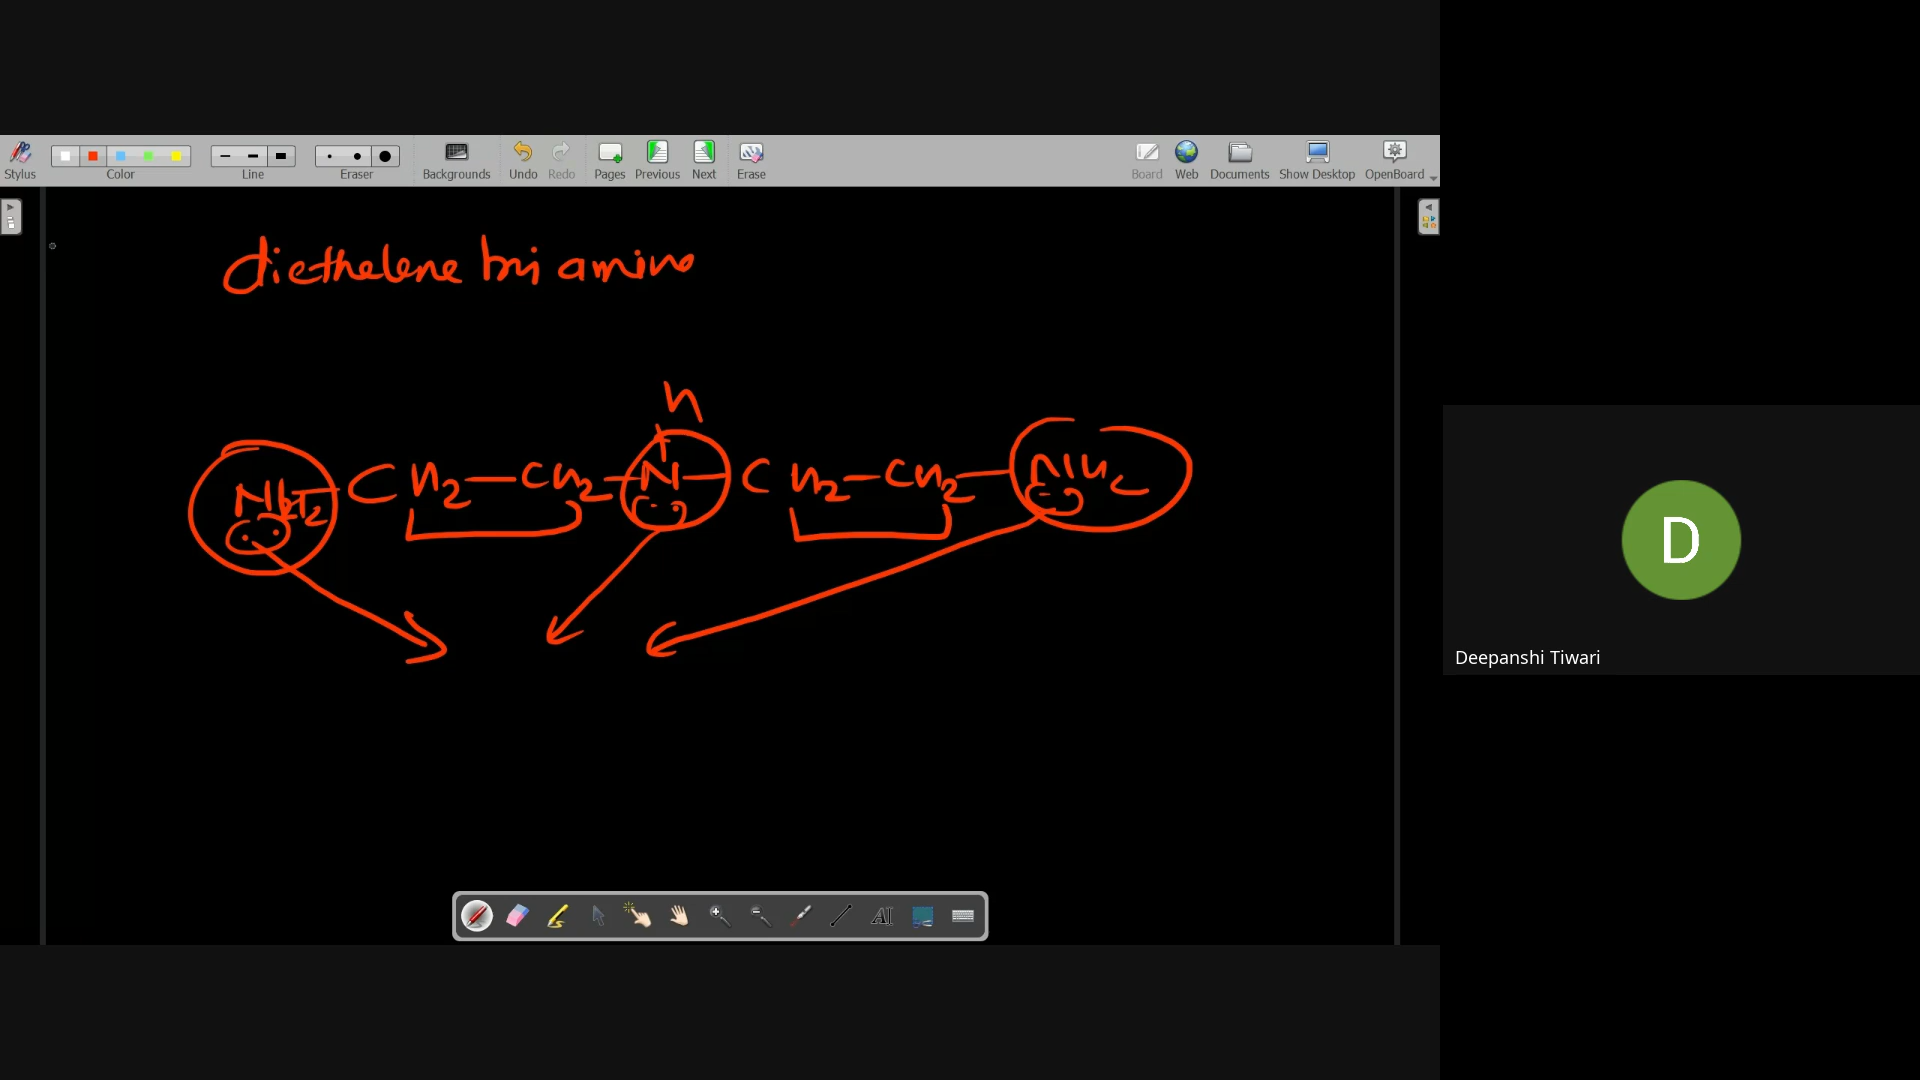 Stylus Color Line Eraser Backgrounds Undo Redo Pages Previous Next Erase Board Web Documents Show Desktop OpenBoard
diethelene tri amino
H
NH2 - CH2 — CH2 - N - CH2 - CH2 - NH2
D
Deepanshi Tiwari